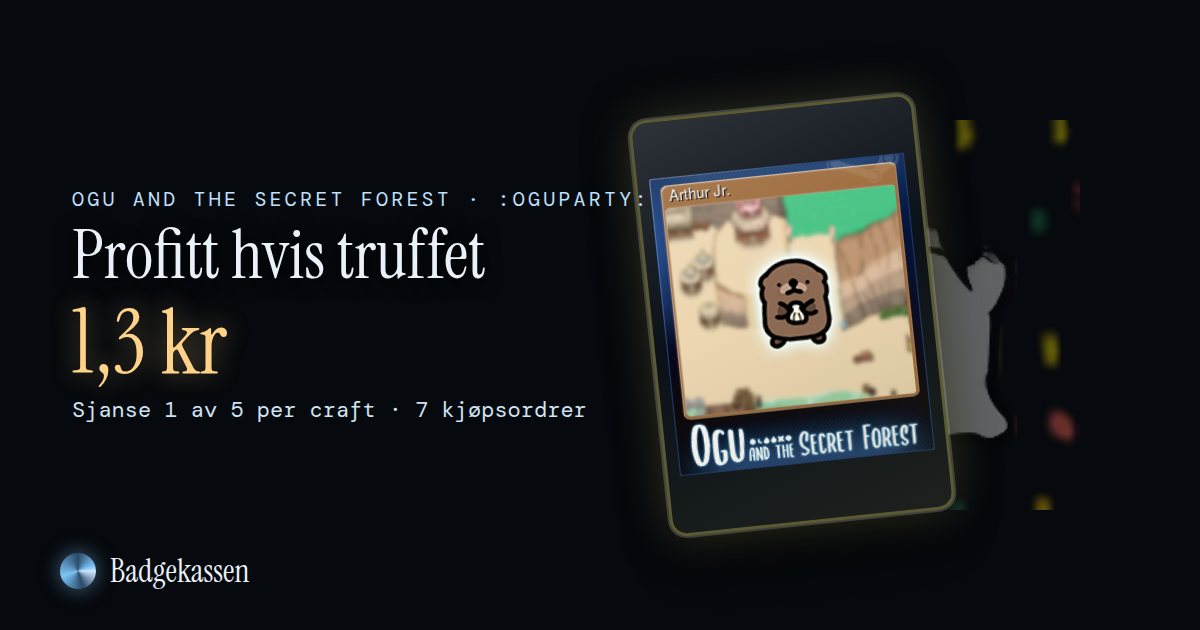 OGU AND THE SECRET FOREST · :OGUPARTY:
Profitt hvis truffet
1,3 kr
Sjanse 1 av 5 per craft · 7 kjøpsordrer
Arthur Jr.
OGU AND THE SECRET FOREST
Badgekassen